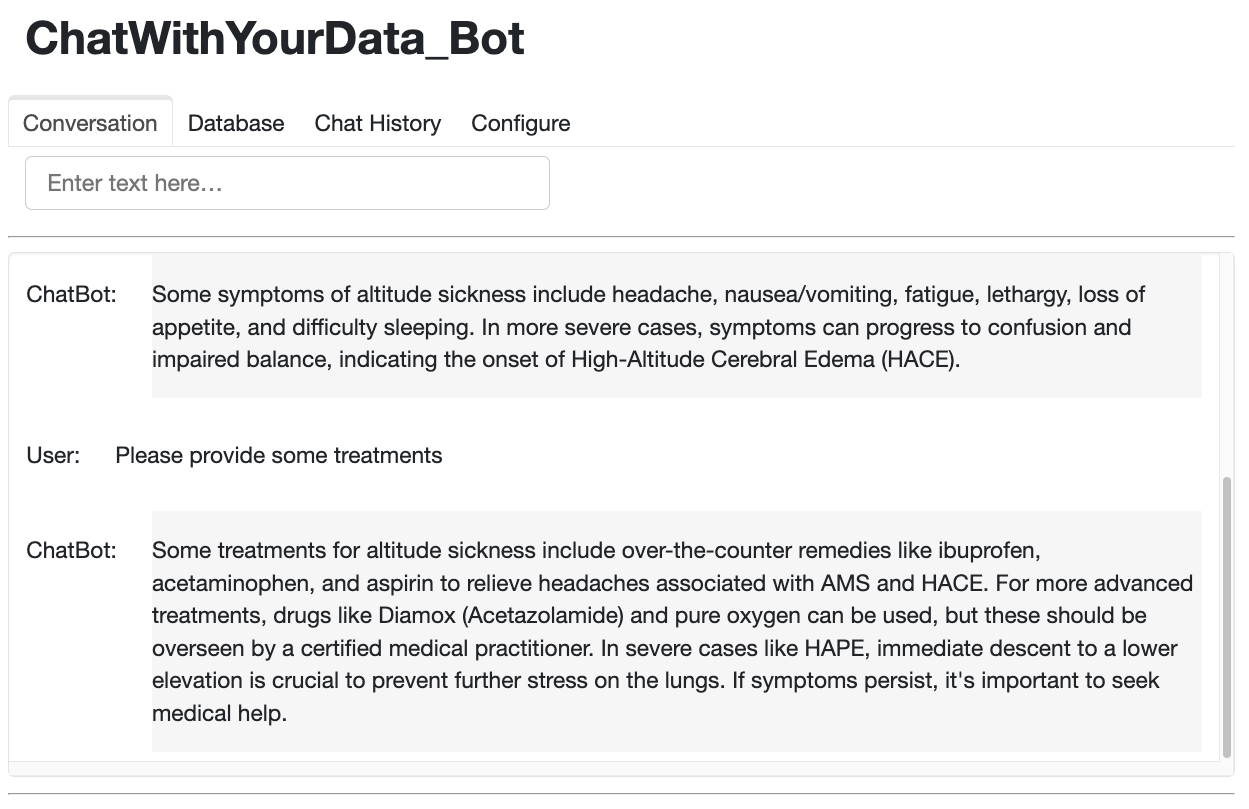 ChatWithYourData_Bot
Conversation Database Chat History Configure
Enter text here...
ChatBot: Some symptoms of altitude sickness include headache, nausea/vomiting, fatigue, lethargy, loss of
appetite, and difficulty sleeping. In more severe cases, symptoms can progress to confusion and
impaired balance, indicating the onset of High-Altitude Cerebral Edema (HACE).
User: Please provide some treatments
ChatBot: Some treatments for altitude sickness include over-the-counter remedies like ibuprofen,
acetaminophen, and aspirin to relieve headaches associated with AMS and HACE. For more advanced
treatments, drugs like Diamox (Acetazolamide) and pure oxygen can be used, but these should be
overseen by a certified medical practitioner. In severe cases like HAPE, immediate descent to a lower
elevation is crucial to prevent further stress on the lungs. If symptoms persist, it's important to seek
medical help.